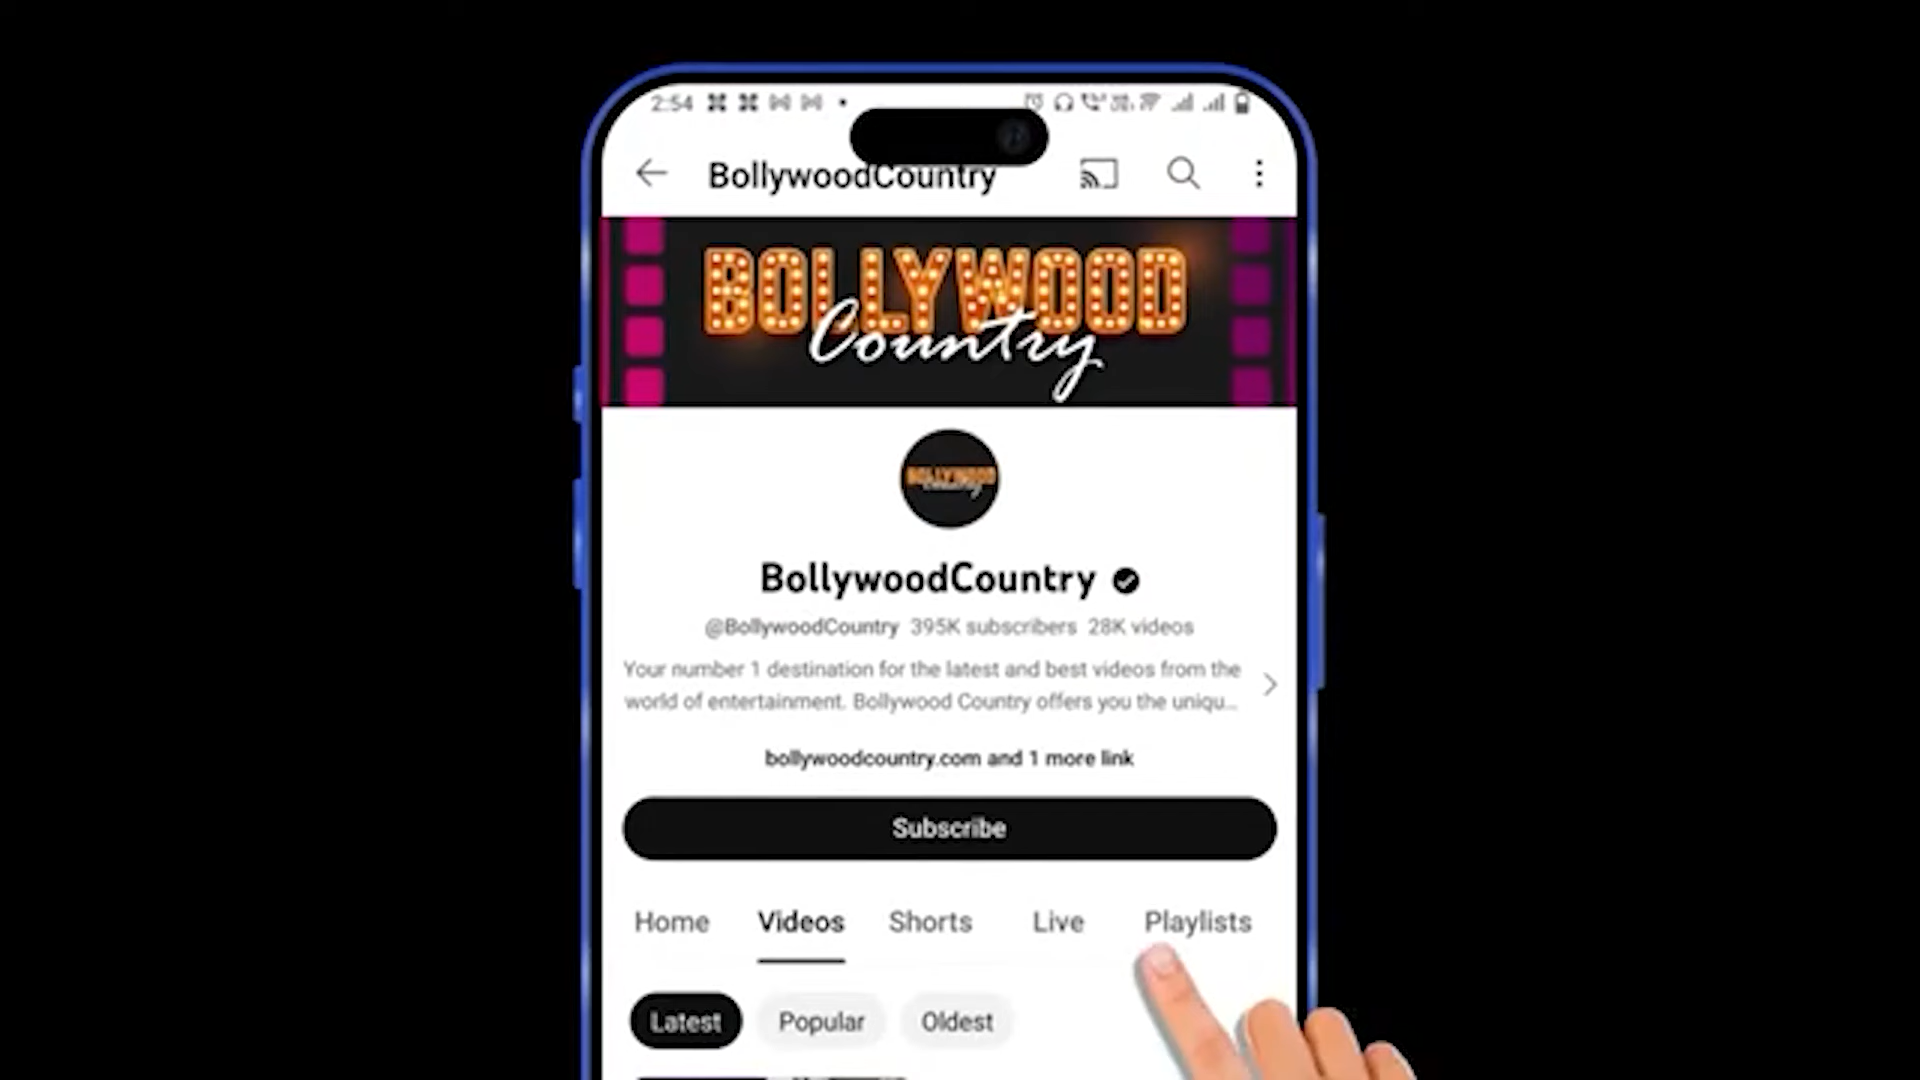 2:54
BollywoodCountry
BOLLYWOOD
Country
BOLLYWOOD
Country
BollywoodCountry
@BollywoodCountry 395K subscribers 28K videos
Your number 1 destination for the latest and best videos from the
world of entertainment. Bollywood Country offers you the uniqu...
bollywoodcountry.com and 1 more link
Subscribe
Home Videos Shorts Live Playlists
Latest Popular Oldest